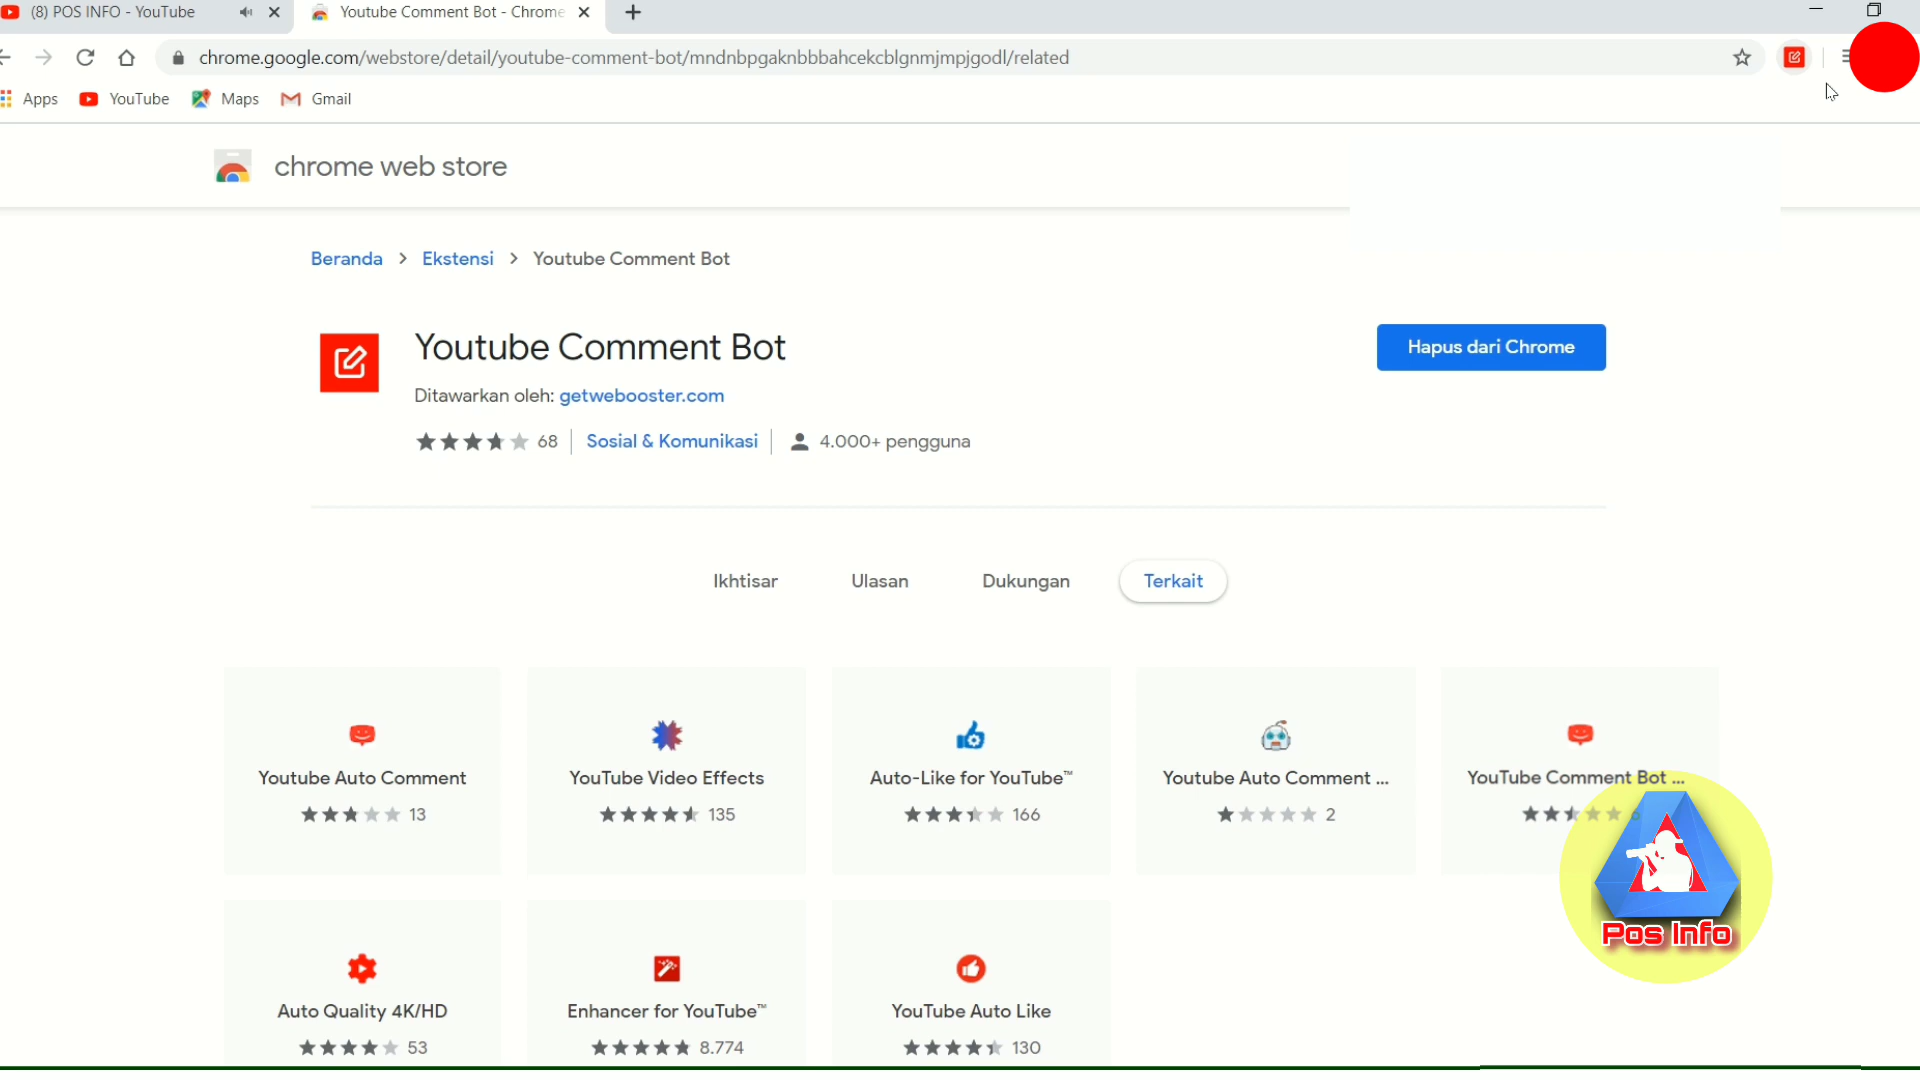 (8) POS INFO - YouTube
Youtube Comment Bot - Chrome
chrome.google.com/webstore/detail/youtube-comment-bot/mndnbpgaknbbbahcekcblgnmjmpjgodl/related
Apps YouTube Maps Gmail
chrome web store
Beranda > Ekstensi > Youtube Comment Bot
Youtube Comment Bot
Hapus dari Chrome
Ditawarkan oleh: getwebooster.com
68 Sosial & Komunikasi 4.000+ pengguna
Ikhtisar Ulasan Dukungan Terkait
Youtube Auto Comment
13
YouTube Video Effects
135
Auto-Like for YouTube™
166
Youtube Auto Comment ...
2
YouTube Comment Bot ...
Pos Info
Auto Quality 4K/HD
53
Enhancer for YouTube™
8.774
YouTube Auto Like
130